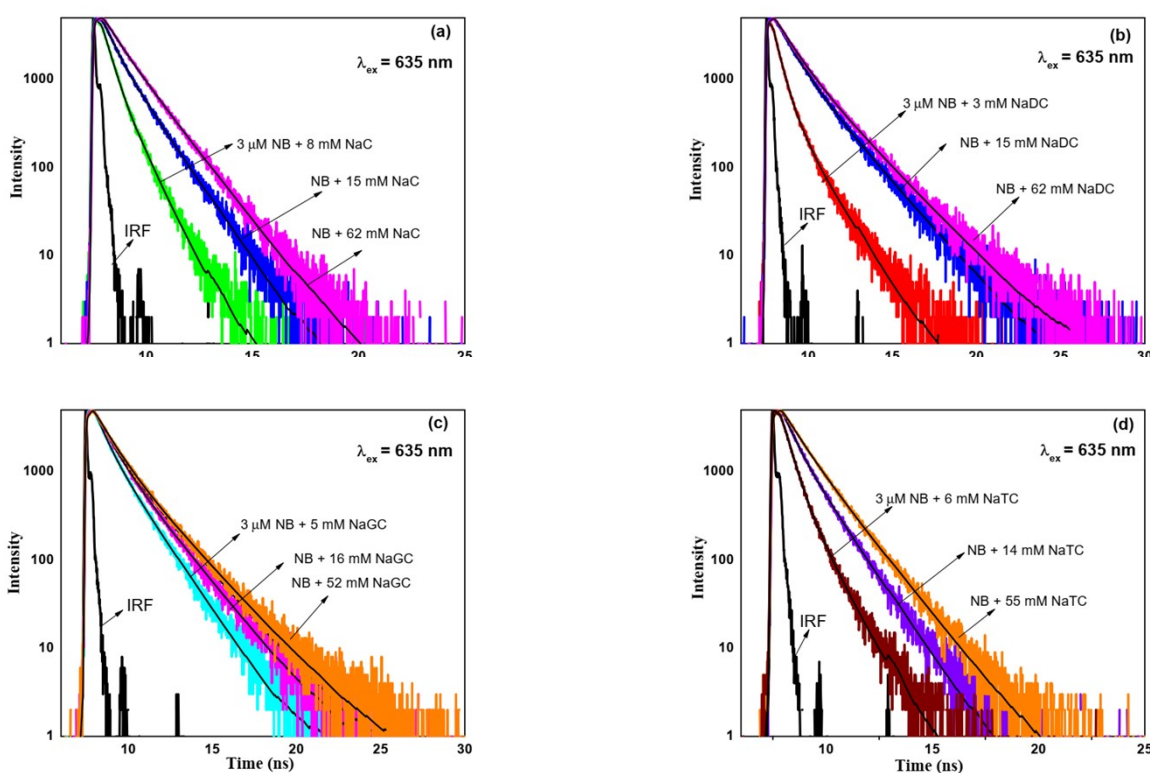 (a)
λex = 635 nm
1000
3 μM NB + 8 mM NaC
100
NB + 15 mM NaC
IRF
NB + 62 mM NaC
10
1
10 15 20 25
Intensity
(b)
λex = 635 nm
1000
3 μM NB + 3 mM NaDC
NB + 15 mM NaDC
100
NB + 62 mM NaDC
IRF
10
1
10 15 20 25 30
Intensity
(c)
λex = 635 nm
1000
3 μM NB + 5 mM NaGC
NB + 16 mM NaGC
100
NB + 52 mM NaGC
IRF
10
1
10 15 20 25 30
Intensity
Time (ns)
(d)
λex = 635 nm
1000
3 μM NB + 6 mM NaTC
NB + 14 mM NaTC
100
NB + 55 mM NaTC
IRF
10
1
10 15 20 25
Intensity
Time (ns)